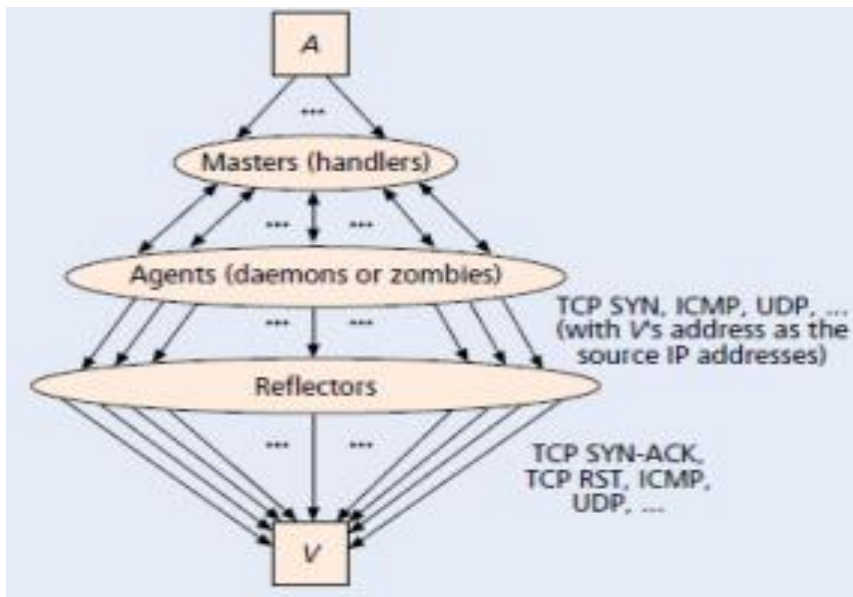 A
...
Masters (handlers)
... ...
Agents (daemons or zombies)
... ...
TCP SYN, ICMP, UDP, ...
(with V's address as the
source IP addresses)
Reflectors
... ...
TCP SYN-ACK,
TCP RST, ICMP,
UDP, ...
V